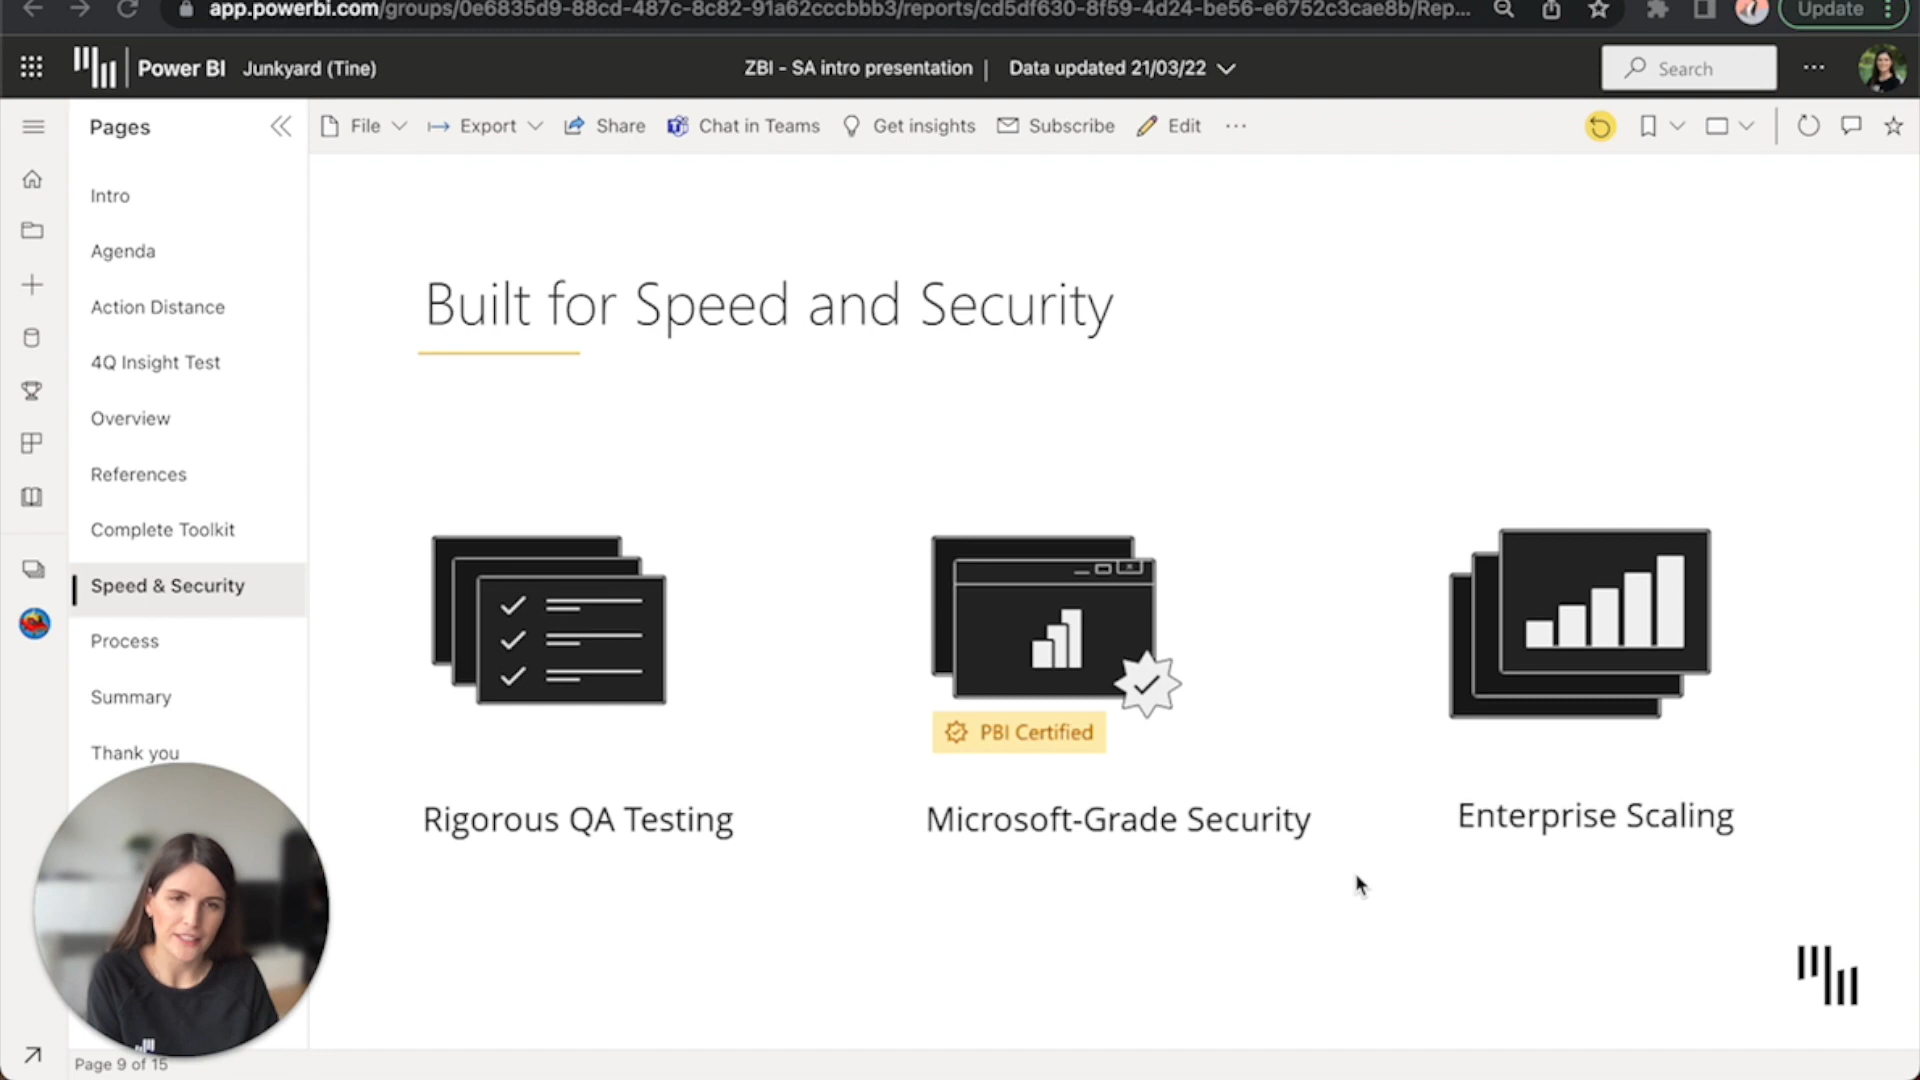 app.powerbi.com/groups/0e6835d9-88cd-487c-8c82-91a62cccbbb3/reports/cd5df630-8f59-4d24-be56-e6752c3cae8b/Rep...
Update
Power BI Junkyard (Tine)
ZBI - SA intro presentation | Data updated 21/03/22
Search
Pages
File Export Share Chat in Teams Get insights Subscribe Edit
Intro
Agenda
Action Distance
4Q Insight Test
Overview
References
Complete Toolkit
Speed & Security
Process
Summary
Thank you
Page 9 of 15
Built for Speed and Security
PBI Certified
Rigorous QA Testing
Microsoft-Grade Security
Enterprise Scaling